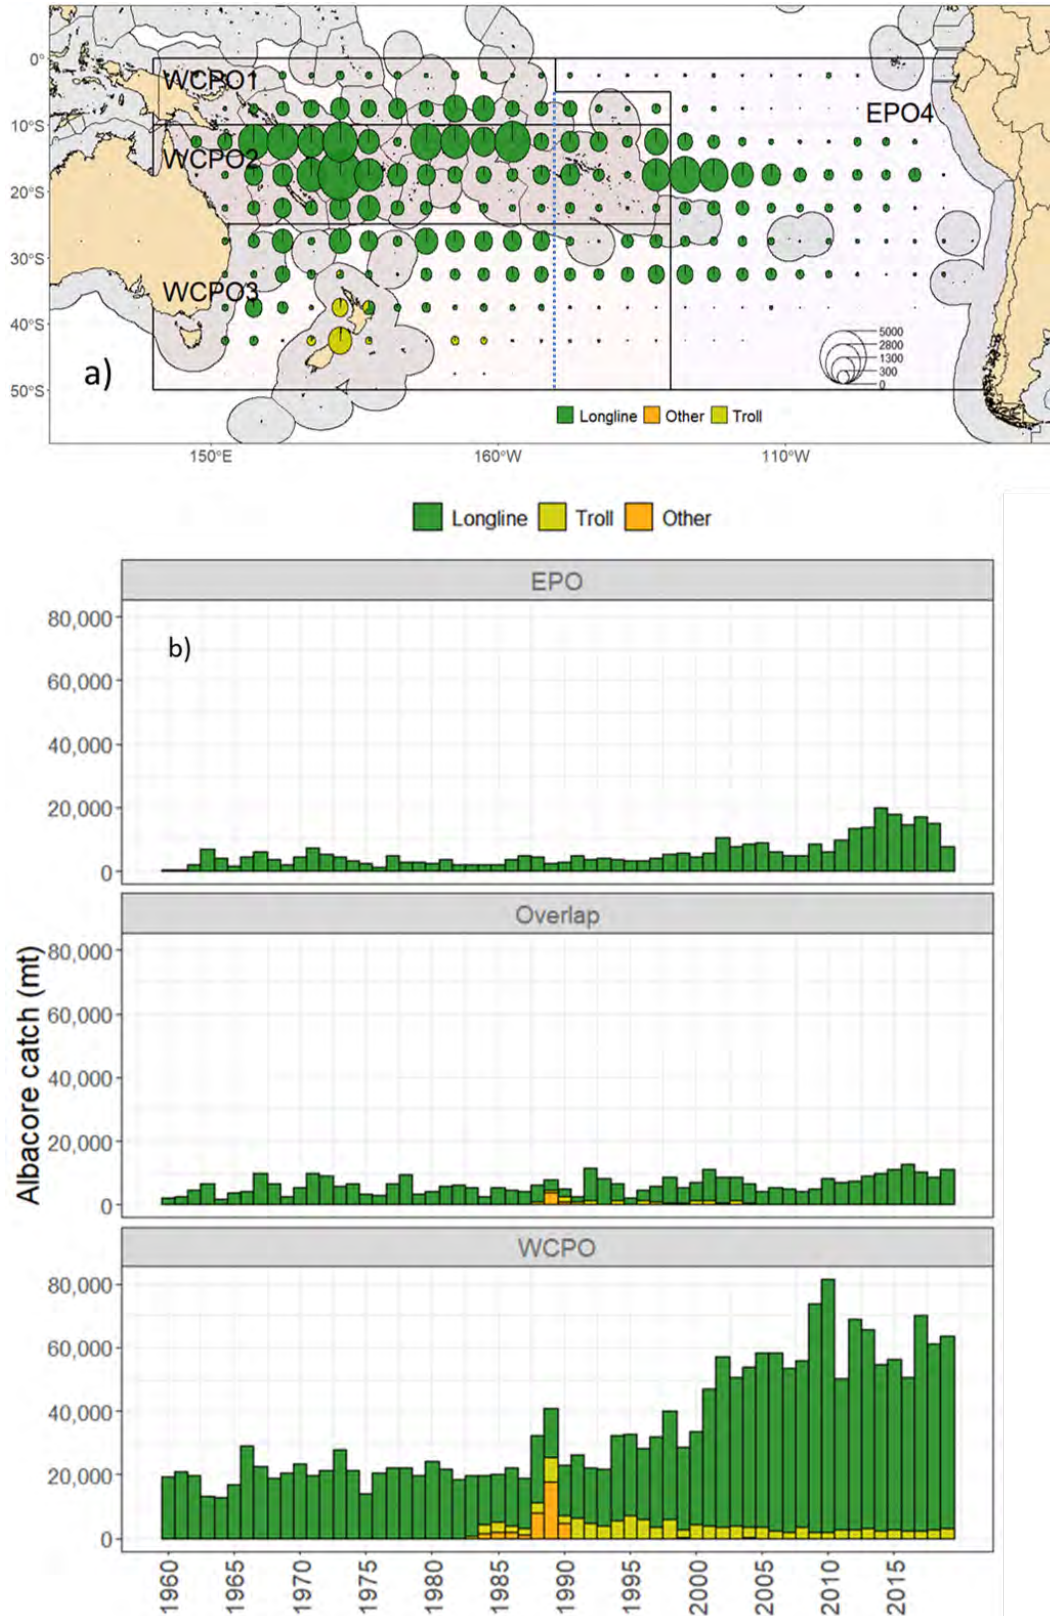 0°
10°S
20°S
30°S
40°S
50°S
WCPO1
EPO4
WCPO2
WCPO3
a)
5000
2800
1300
300
0
Longline Other Troll
150°E 160°W 110°W
Longline Troll Other
EPO
80,000
b)
60,000
40,000
20,000
0
Overlap
80,000
60,000
40,000
20,000
0
Albacore catch (mt)
WCPO
80,000
60,000
40,000
20,000
0
1960 1965 1970 1975 1980 1985 1990 1995 2000 2005 2010 2015